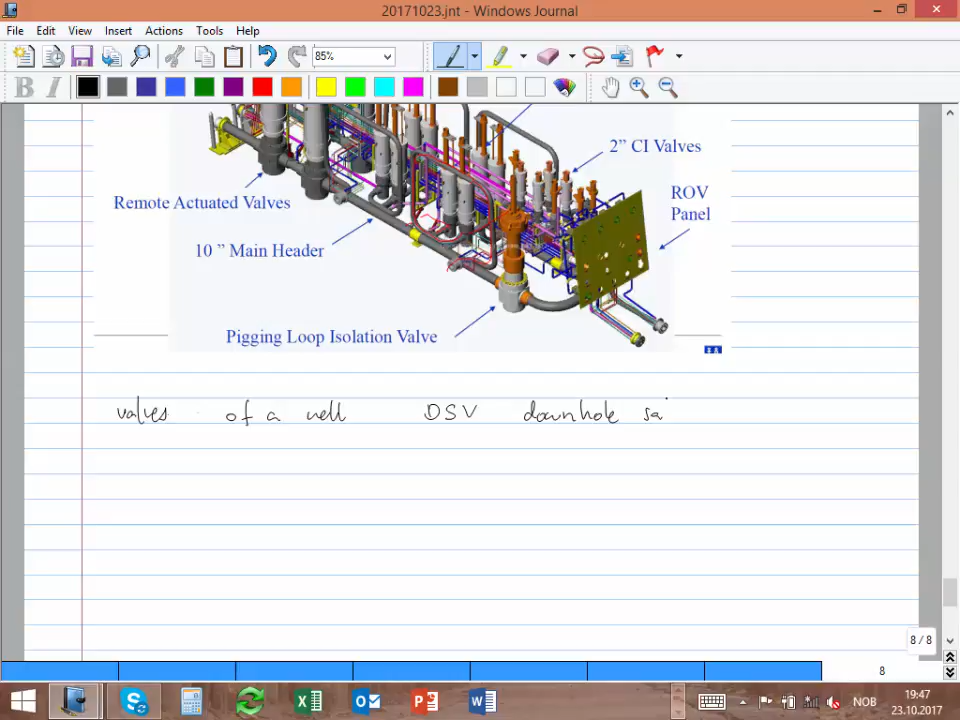 20171023.jnt - Windows Journal
File Edit View Insert Actions Tools Help
85%
B I
2” CI Valves
ROV
Panel
Remote Actuated Valves
10 ” Main Header
Pigging Loop Isolation Valve
valves of a well DSV downhole sa
8 / 8
8
NOB
19:47
23.10.2017